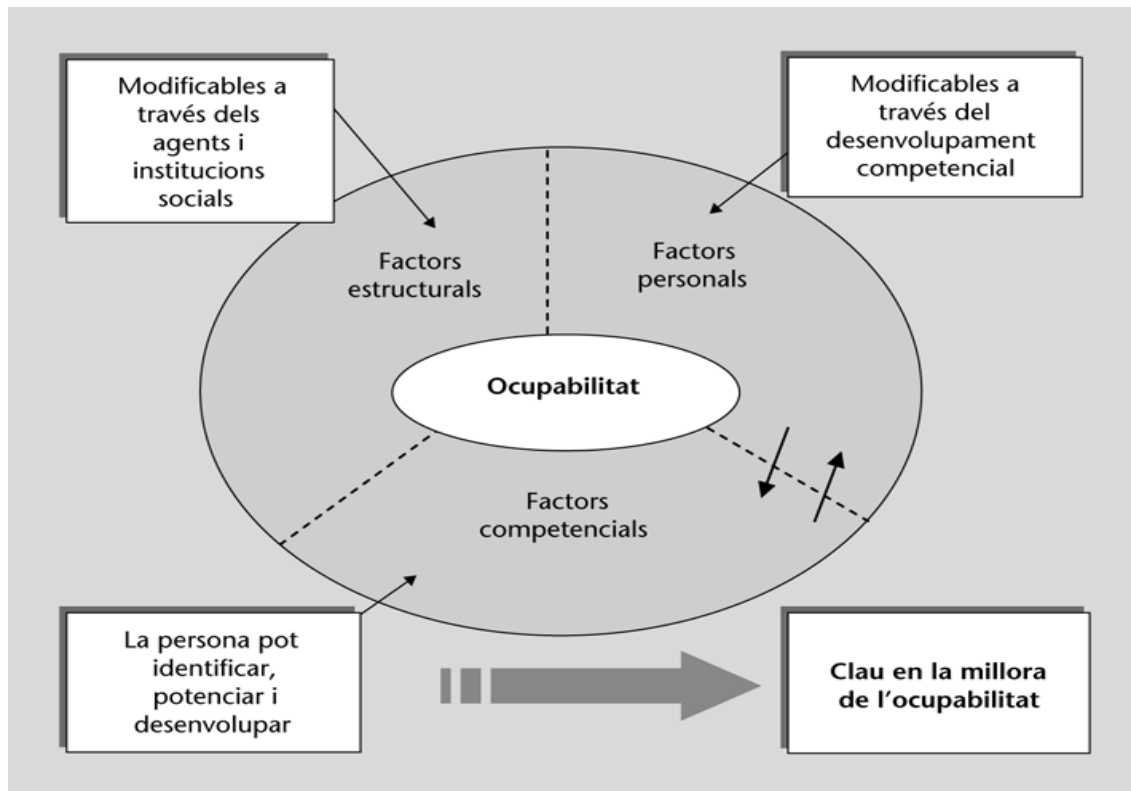 Modificables a
través dels
agents i
institucions
socials
Modificables a
través del
desenvolupament
competencial
Factors
estructurals
Factors
personals
Ocupabilitat
Factors
competencials
La persona pot
identificar,
potenciar i
desenvolupar
Clau en la millora
de l'ocupabilitat